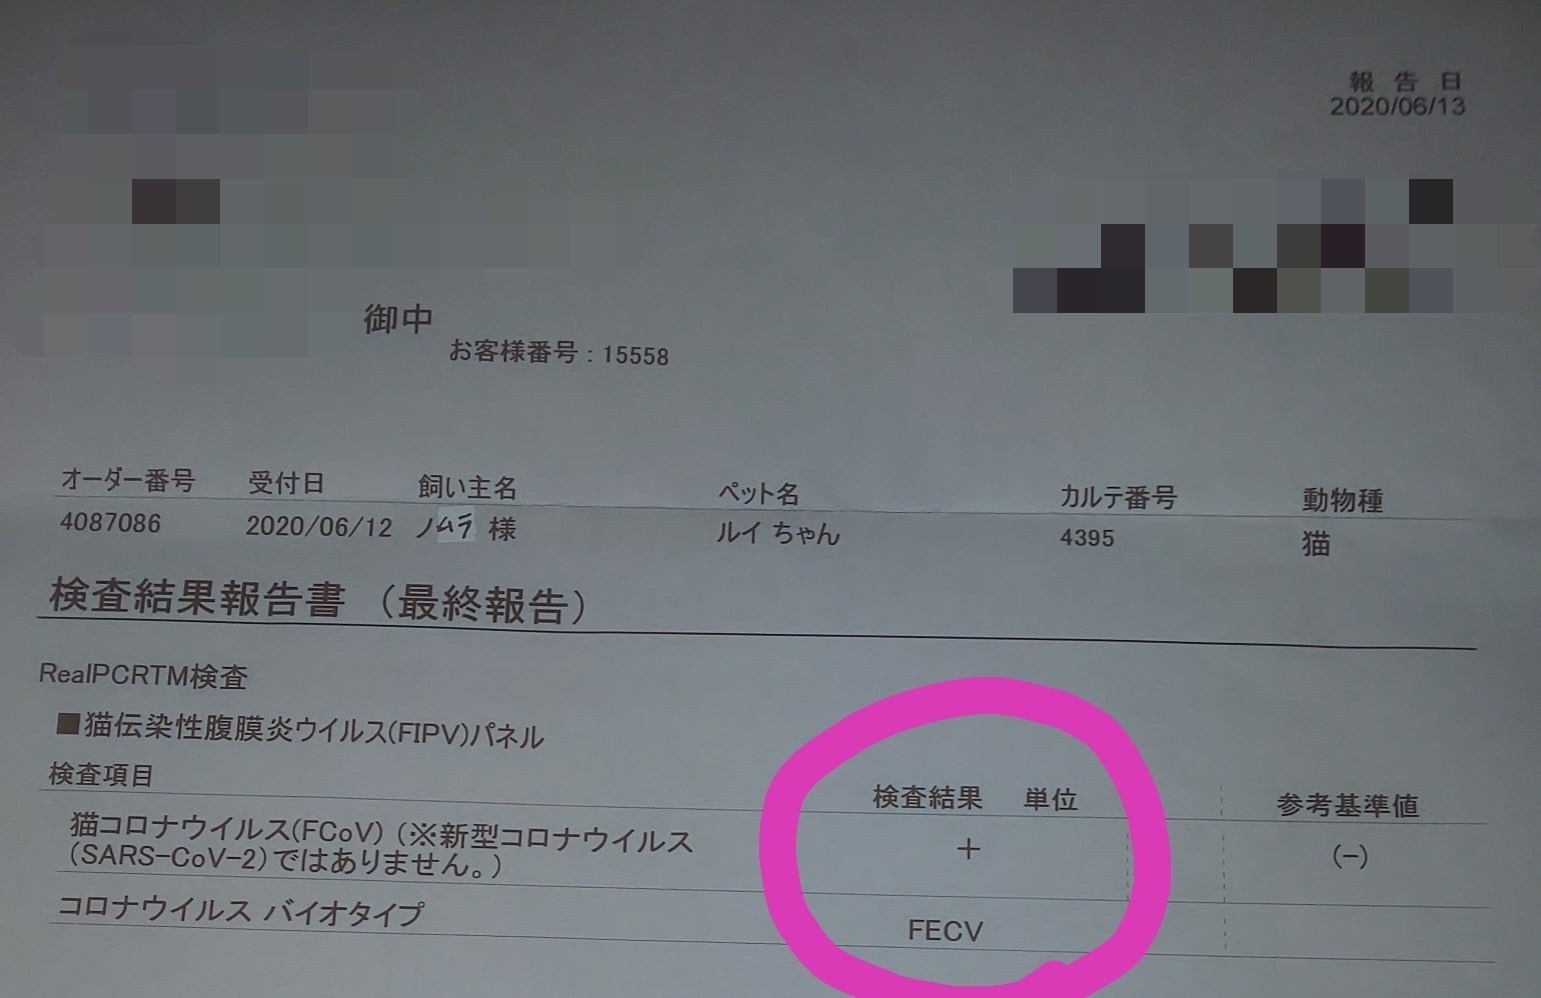 報告日
2020/06/13
御中
お客様番号：15558
オーダー番号 受付日 飼い主名 ペット名 カルテ番号 動物種
4087086 2020/06/12 ノムラ 様 ルイ ちゃん 4395 猫
検査結果報告書 （最終報告）
RealPCRTM検査
■猫伝染性腹膜炎ウイルス(FIPV)パネル
検査項目 検査結果 単位 参考基準値
猫コロナウイルス(FCoV) (※新型コロナウイルス
(SARS-CoV-2)ではありません。) ＋ (−)
コロナウイルス バイオタイプ FECV